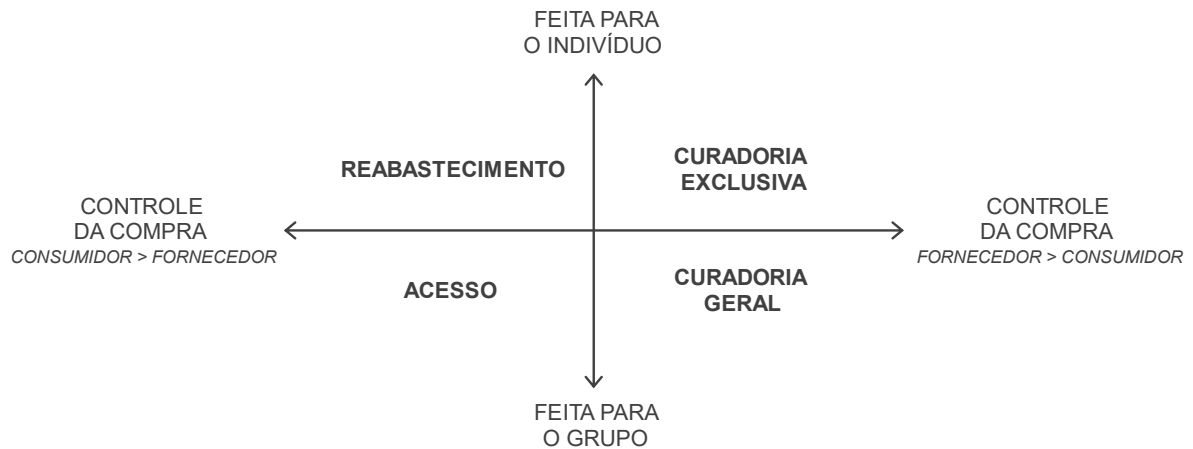 FEITA PARA
O INDIVÍDUO
REABASTECIMENTO
CURADORIA
EXCLUSIVA
CONTROLE
DA COMPRA
CONSUMIDOR > FORNECEDOR
CONTROLE
DA COMPRA
FORNECEDOR > CONSUMIDOR
ACESSO
CURADORIA
GERAL
FEITA PARA
O GRUPO